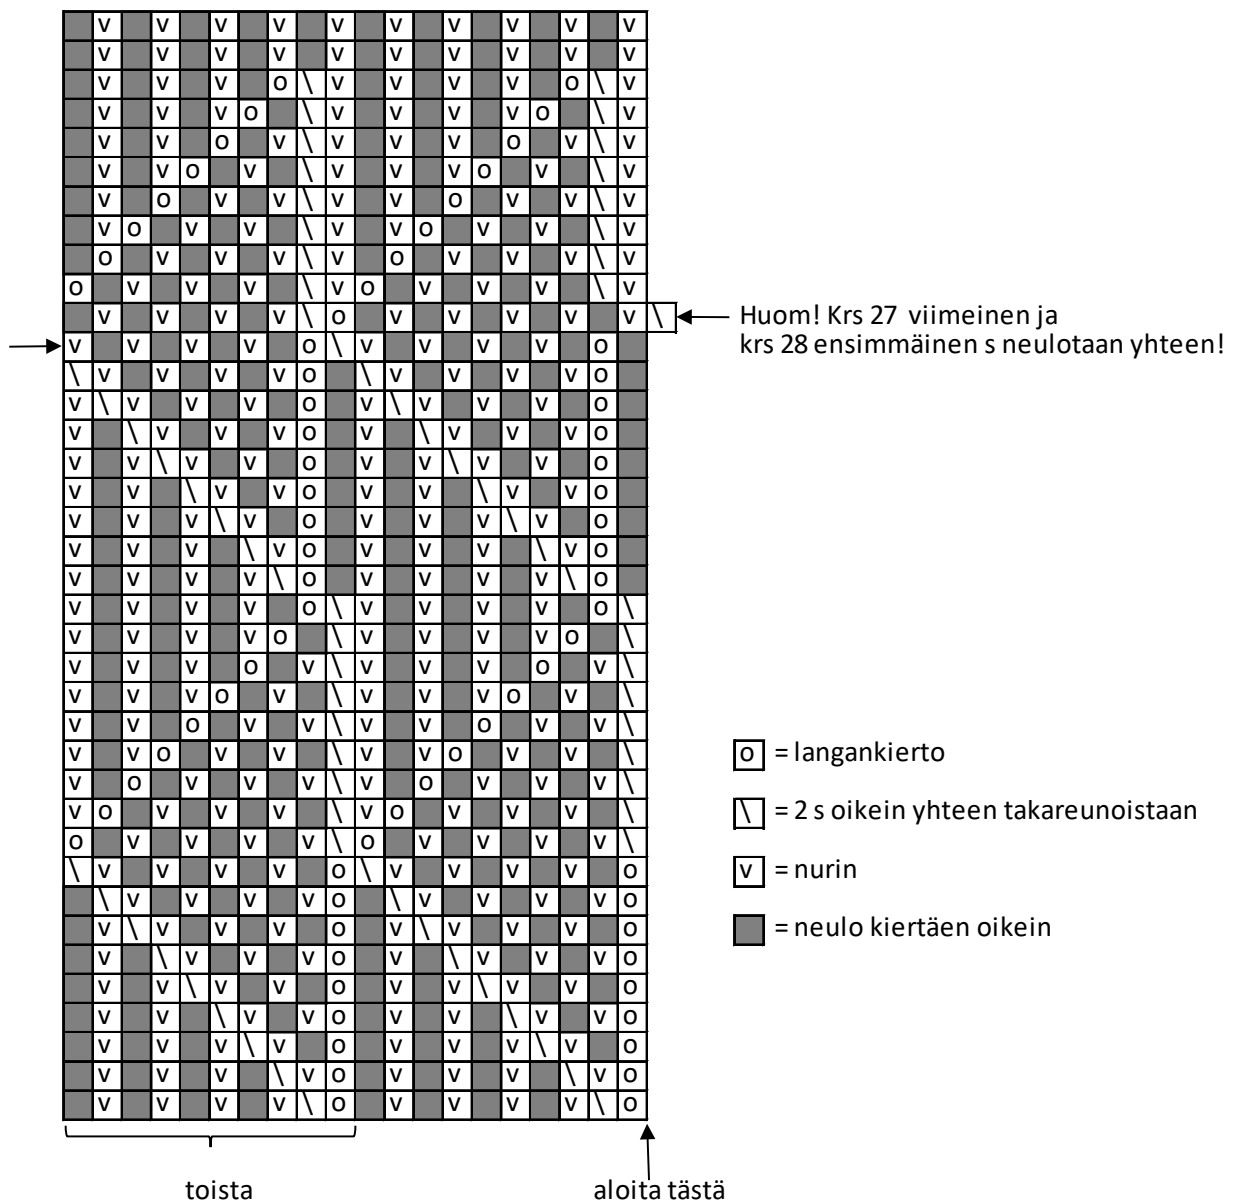 Huom! Krs 27 viimeinen ja
krs 28 ensimmäinen s neulotaan yhteen!
o = langankierto
\ = 2 s oikein yhteen takareunoistaan
v = nurin
= neulo kiertäen oikein
toista
aloita tästä